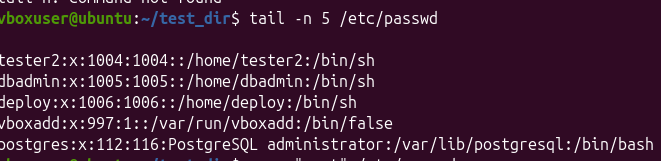 vboxuser@ubuntu:~/test_dir$ tail -n 5 /etc/passwd
tester2:x:1004:1004::/home/tester2:/bin/sh
dbadmin:x:1005:1005::/home/dbadmin:/bin/sh
deploy:x:1006:1006::/home/deploy:/bin/sh
vboxadd:x:997:1::/var/run/vboxadd:/bin/false
postgres:x:112:116:PostgreSQL administrator:/var/lib/postgresql:/bin/bash